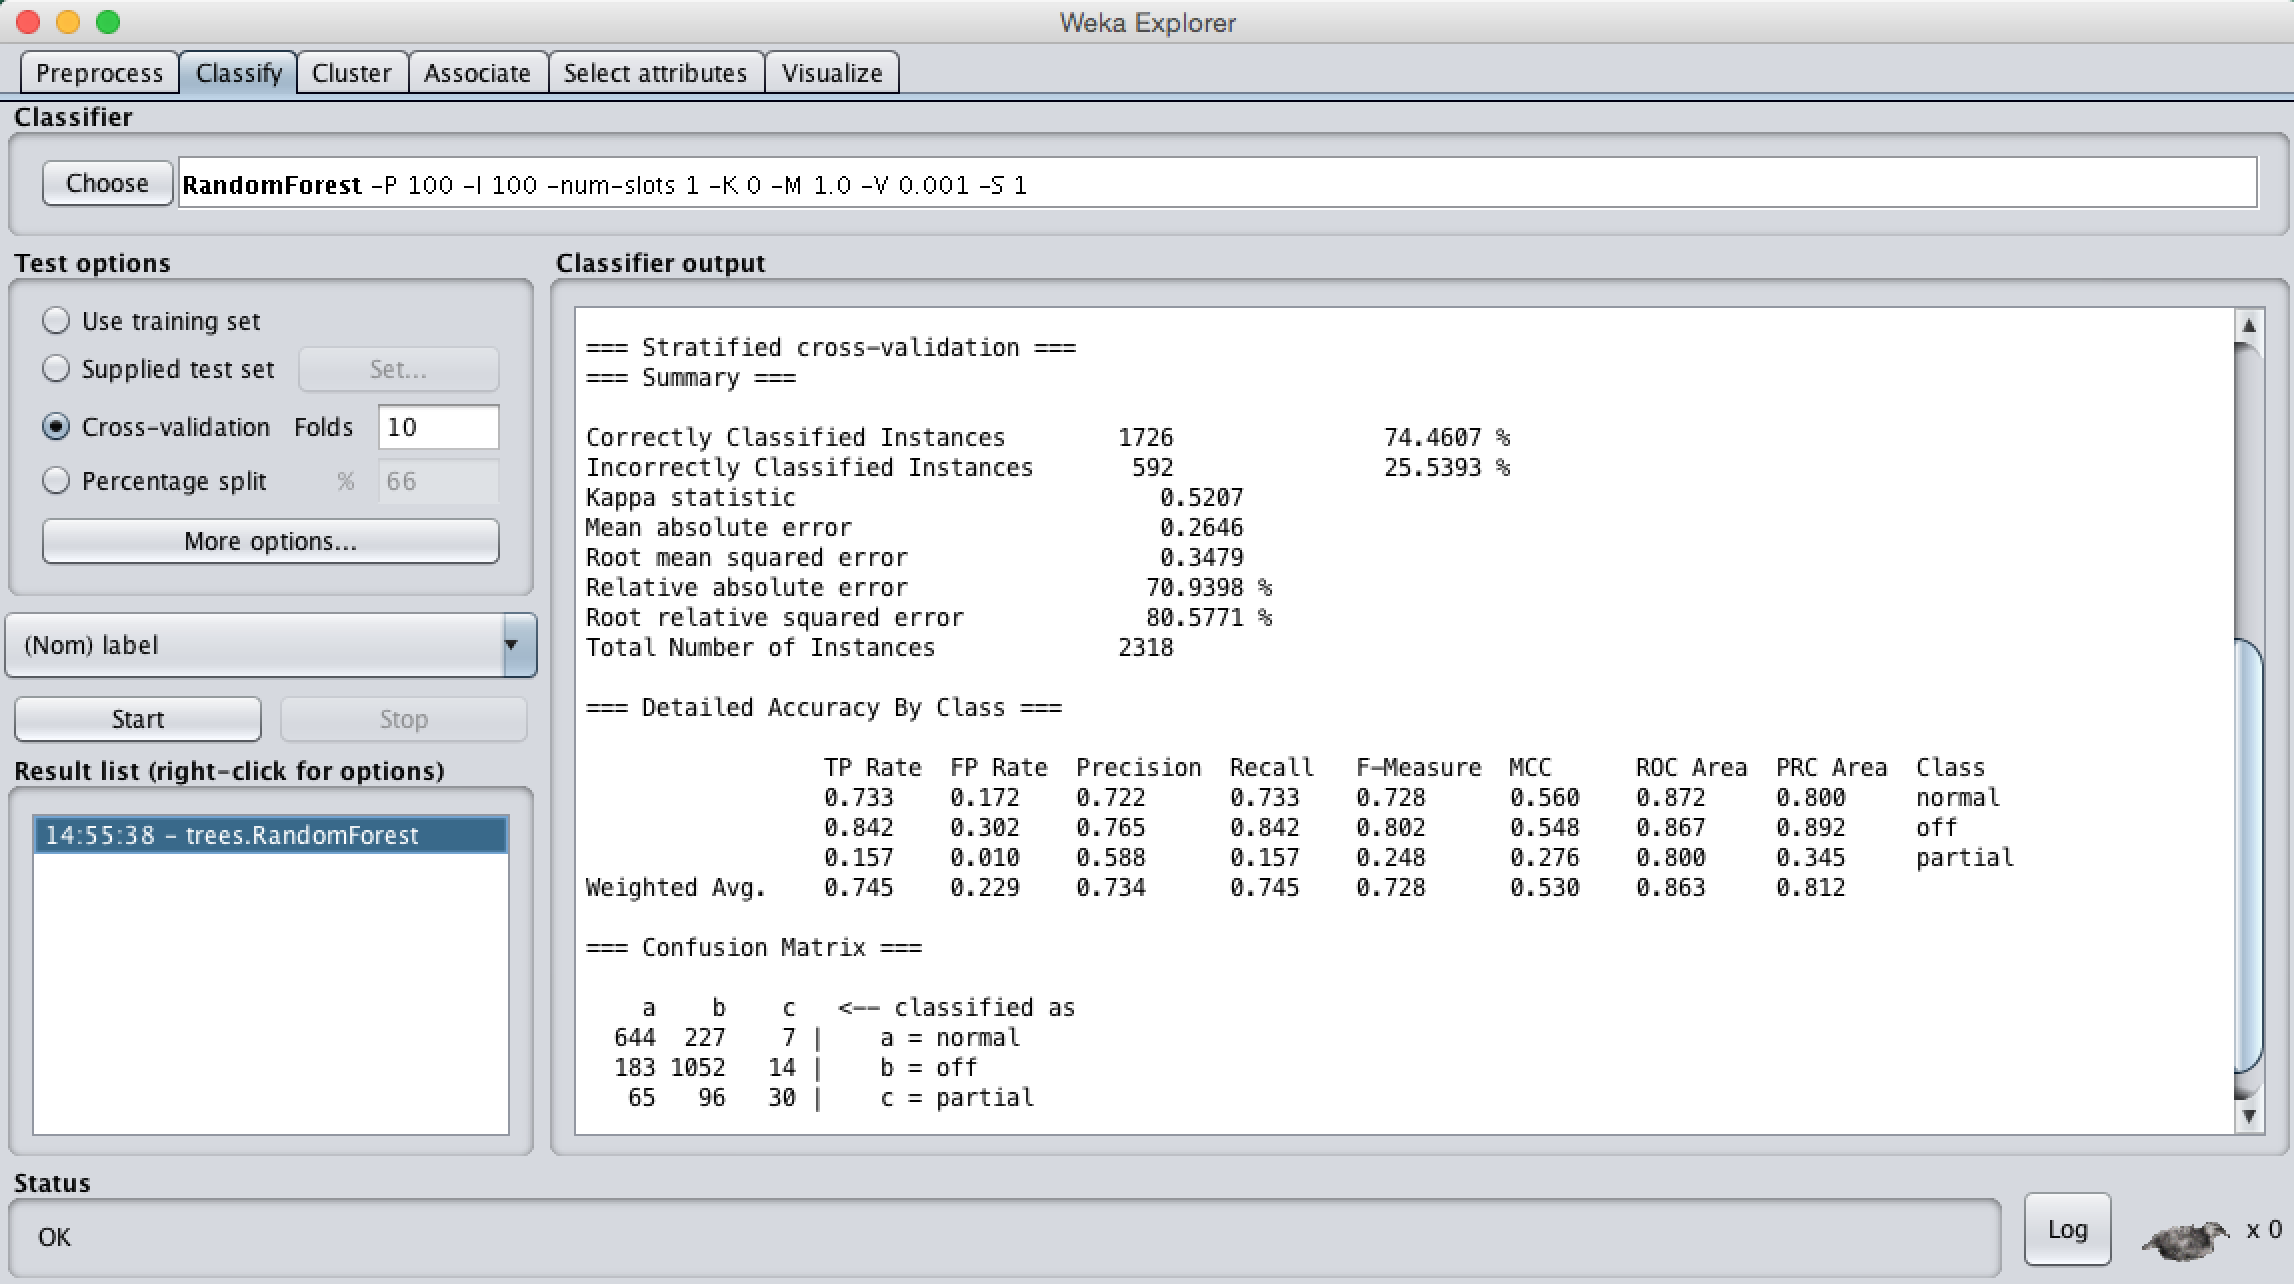 Weka Explorer
Preprocess Classify Cluster Associate Select attributes Visualize
Classifier
Choose RandomForest -P 100 -I 100 -num-slots 1 -K 0 -M 1.0 -V 0.001 -S 1
Test options
Use training set
Supplied test set Set...
Cross-validation Folds 10
Percentage split % 66
More options...
(Nom) label
Start Stop
Result list (right-click for options)
14:55:38 - trees.RandomForest
Classifier output
=== Stratified cross-validation ===
=== Summary ===
Correctly Classified Instances 1726 74.4607 %
Incorrectly Classified Instances 592 25.5393 %
Kappa statistic 0.5207
Mean absolute error 0.2646
Root mean squared error 0.3479
Relative absolute error 70.9398 %
Root relative squared error 80.5771 %
Total Number of Instances 2318
=== Detailed Accuracy By Class ===
TP Rate FP Rate Precision Recall F-Measure MCC ROC Area PRC Area Class
0.733 0.172 0.722 0.733 0.728 0.560 0.872 0.800 normal
0.842 0.302 0.765 0.842 0.802 0.548 0.867 0.892 off
0.157 0.010 0.588 0.157 0.248 0.276 0.800 0.345 partial
Weighted Avg. 0.745 0.229 0.734 0.745 0.728 0.530 0.863 0.812
=== Confusion Matrix ===
a b c <-- classified as
644 227 7 | a = normal
183 1052 14 | b = off
65 96 30 | c = partial
Status
OK
Log x 0